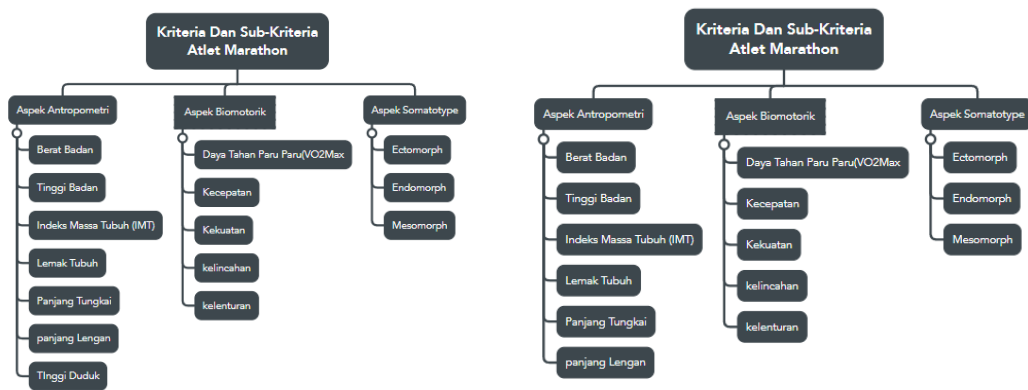 Kriteria Dan Sub-Kriteria
Atlet Marathon
Aspek Antropometri
Berat Badan
Tinggi Badan
Indeks Massa Tubuh (IMT)
Lemak Tubuh
Panjang Tungkai
panjang Lengan
TInggi Duduk
Aspek Biomotorik
Daya Tahan Paru Paru(VO2Max
Kecepatan
Kekuatan
kelincahan
kelenturan
Aspek Somatotype
Ectomorph
Endomorph
Mesomorph
Kriteria Dan Sub-Kriteria
Atlet Marathon
Aspek Antropometri
Berat Badan
Tinggi Badan
Indeks Massa Tubuh (IMT)
Lemak Tubuh
Panjang Tungkai
panjang Lengan
Aspek Biomotorik
Daya Tahan Paru Paru(VO2Max
Kecepatan
Kekuatan
kelincahan
kelenturan
Aspek Somatotype
Ectomorph
Endomorph
Mesomorph